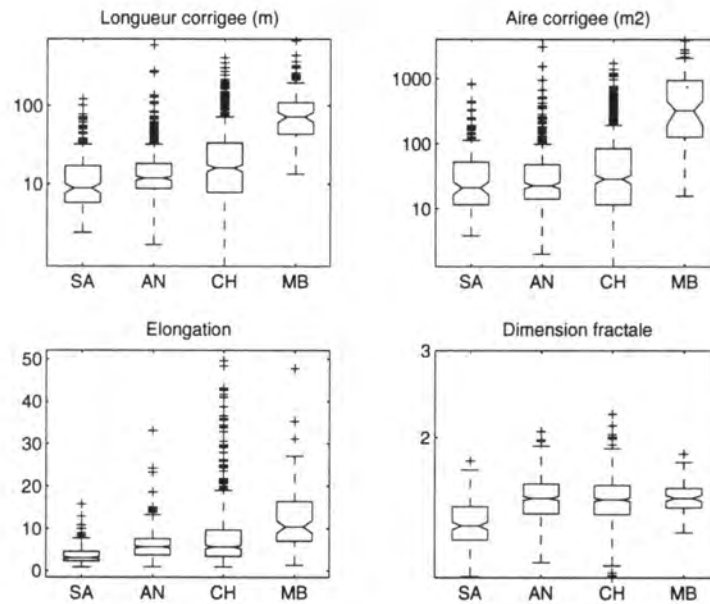 Longueur corrigee (m)
100
10
SA AN CH MB
Aire corrigee (m2)
1000
100
10
SA AN CH MB
Elongation
50
40
30
20
10
0
SA AN CH MB
Dimension fractale
3
2
SA AN CH MB